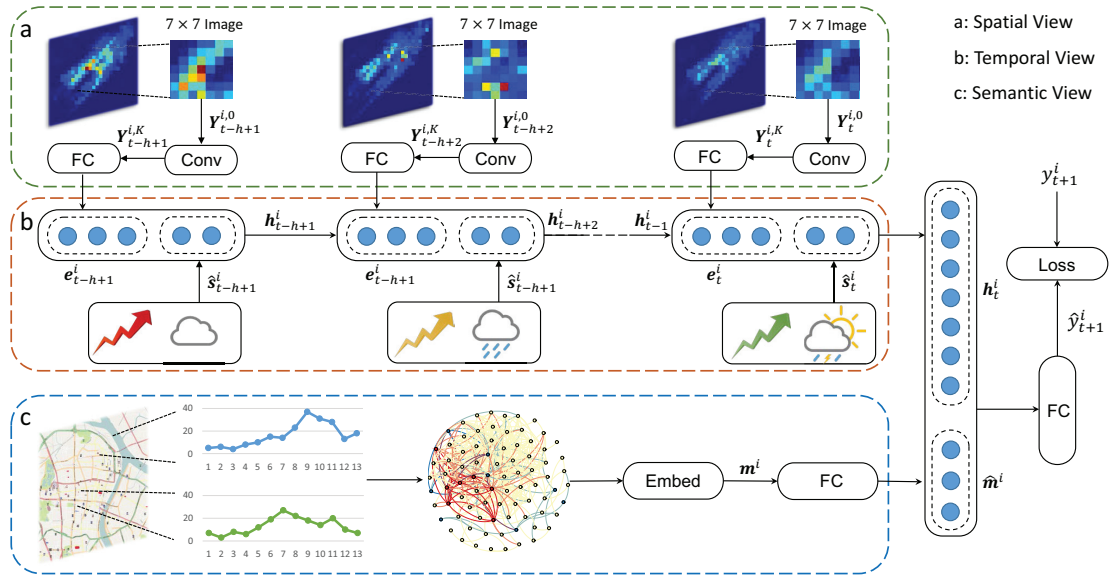 a
7 × 7 Image
7 × 7 Image
7 × 7 Image
a: Spatial View
b: Temporal View
c: Semantic View
Y^{i,0}_{t-h+1}
Y^{i,K}_{t-h+1}
FC
Conv
Y^{i,0}_{t-h+2}
Y^{i,K}_{t-h+2}
FC
Conv
Y^{i,0}_{t}
Y^{i,K}_{t}
FC
Conv
b
h^{i}_{t-h+1}
h^{i}_{t-h+2}
h^{i}_{t-1}
e^{i}_{t-h+1}
ŝ^{i}_{t-h+1}
e^{i}_{t-h+1}
ŝ^{i}_{t-h+1}
e^{i}_{t}
ŝ^{i}_{t}
y^{i}_{t+1}
Loss
h^{i}_{t}
ŷ^{i}_{t+1}
FC
m̂^{i}
c
40
20
0
1 2 3 4 5 6 7 8 9 10 11 12 13
40
20
0
1 2 3 4 5 6 7 8 9 10 11 12 13
Embed
m^{i}
FC